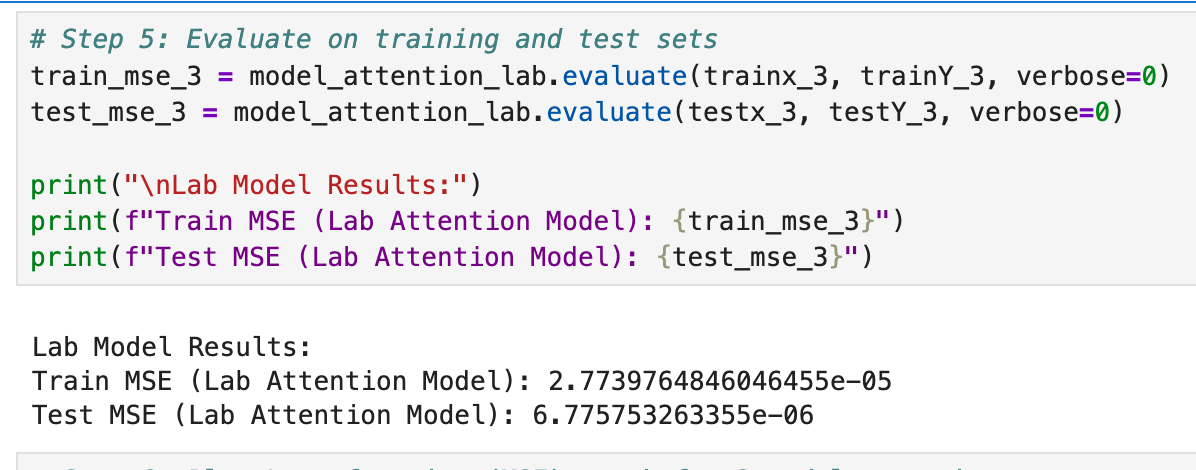 # Step 5: Evaluate on training and test sets
train_mse_3 = model_attention_lab.evaluate(trainx_3, trainY_3, verbose=0)
test_mse_3 = model_attention_lab.evaluate(testx_3, testY_3, verbose=0)
print("\nLab Model Results:")
print(f"Train MSE (Lab Attention Model): {train_mse_3}")
print(f"Test MSE (Lab Attention Model): {test_mse_3}")
Lab Model Results:
Train MSE (Lab Attention Model): 2.7739764846046455e-05
Test MSE (Lab Attention Model): 6.775753263355e-06